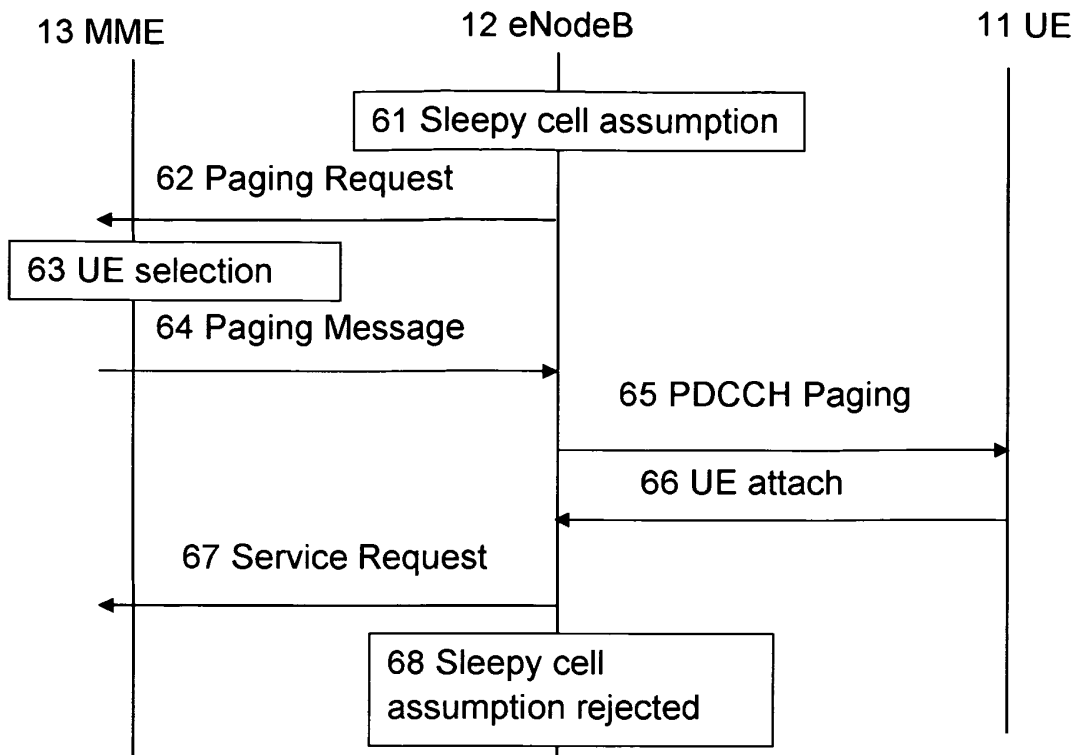 13 MME
12 eNodeB
11 UE
61 Sleepy cell assumption
62 Paging Request
63 UE selection
64 Paging Message
65 PDCCH Paging
66 UE attach
67 Service Request
68 Sleepy cell
assumption rejected